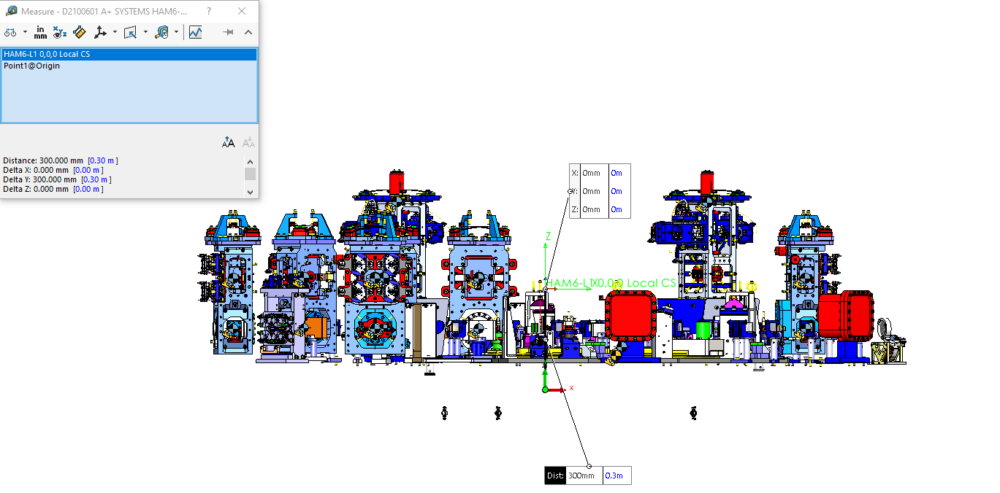 Measure - D2100601 A+ SYSTEMS HAM6-...
?
in
mm
HAM6-L1 0,0,0 Local CS
Point1@Origin
Distance: 300.000 mm [0.30 m ]
Delta X: 0.000 mm [0.00 m ]
Delta Y: 300.000 mm [0.30 m ]
Delta Z: 0.000 mm [0.00 m ]
X: 0mm 0m
Y: 0mm 0m
Z: 0mm 0m
Z
HAM6-L1X0,0,0 Local CS
x
Dist: 300mm 0.3m